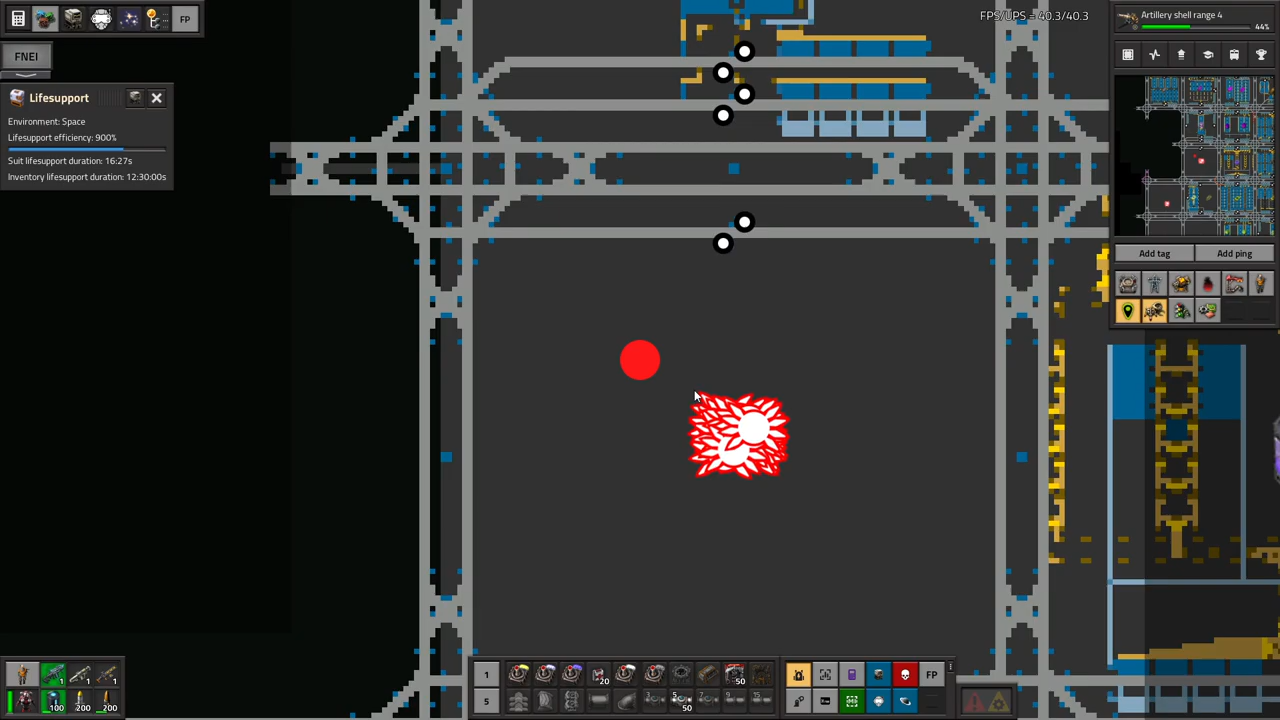 FP
FPS/UPS = 40.3/40.3
Artillery shell range 4
44%
FNEI
Lifesupport
Environment: Space
Lifesupport efficiency: 900%
Suit lifesupport duration: 16:27s
Inventory lifesupport duration: 12:30:00s
Add tag
Add ping
1
1
1
100
200
200
1
20
50
FP
5
50